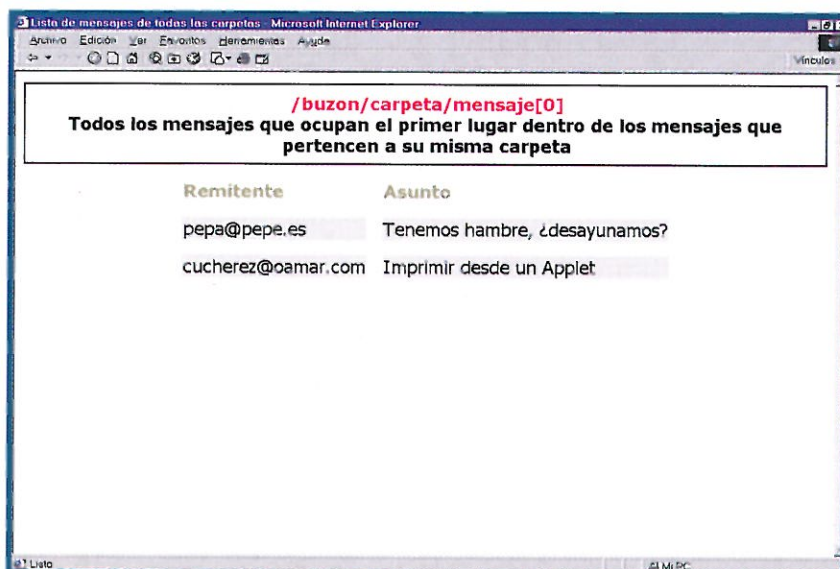 Lista de mensajes de todas las carpetas - Microsoft Internet Explorer
Archivo Edición Ver Favoritos Herramientas Ayuda
Vínculos
/buzon/carpeta/mensaje[0]
Todos los mensajes que ocupan el primer lugar dentro de los mensajes que
pertencen a su misma carpeta
Remitente Asunto
pepa@pepe.es Tenemos hambre, ¿desayunamos?
cucherez@oamar.com Imprimir desde un Applet
Listo Mi PC